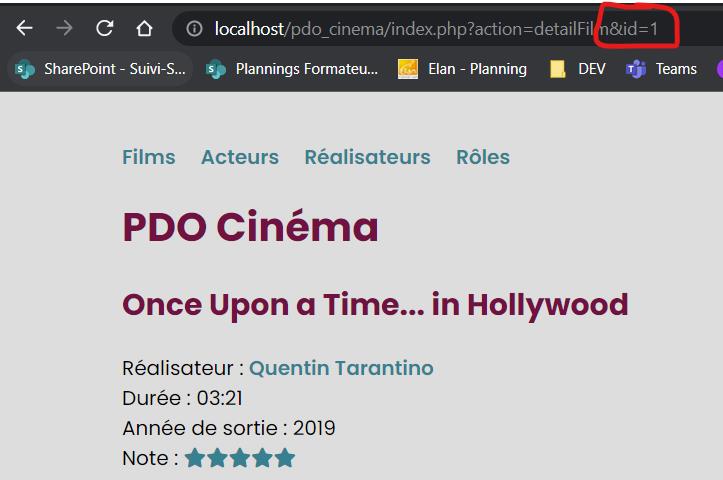 localhost/pdo_cinema/index.php?action=detailFilm&id=1
SharePoint - Suivi-S... Plannings Formateu... Elan - Planning DEV Teams
Films Acteurs Réalisateurs Rôles
PDO Cinéma
Once Upon a Time... in Hollywood
Réalisateur : Quentin Tarantino
Durée : 03:21
Année de sortie : 2019
Note :